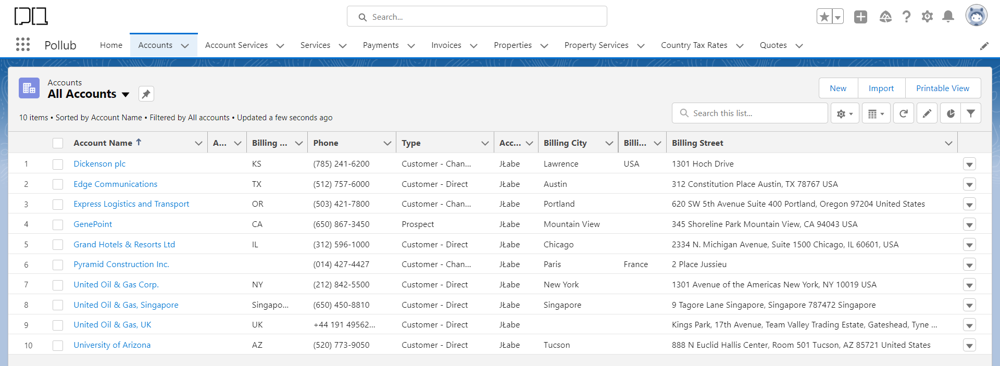 Search...
Pollub Home Accounts Account Services Services Payments Invoices Properties Property Services Country Tax Rates Quotes
Accounts
All Accounts
New Import Printable View
10 items • Sorted by Account Name • Filtered by All accounts • Updated a few seconds ago
Search this list...
Account Name A... Billing ... Phone Type Acc... Billing City Billi... Billing Street
1 Dickenson plc KS (785) 241-6200 Customer - Chan... JŁabe Lawrence USA 1301 Hoch Drive
2 Edge Communications TX (512) 757-6000 Customer - Direct JŁabe Austin 312 Constitution Place Austin, TX 78767 USA
3 Express Logistics and Transport OR (503) 421-7800 Customer - Chan... JŁabe Portland 620 SW 5th Avenue Suite 400 Portland, Oregon 97204 United States
4 GenePoint CA (650) 867-3450 Prospect JŁabe Mountain View 345 Shoreline Park Mountain View, CA 94043 USA
5 Grand Hotels & Resorts Ltd IL (312) 596-1000 Customer - Direct JŁabe Chicago 2334 N. Michigan Avenue, Suite 1500 Chicago, IL 60601, USA
6 Pyramid Construction Inc. (014) 427-4427 Customer - Chan... JŁabe Paris France 2 Place Jussieu
7 United Oil & Gas Corp. NY (212) 842-5500 Customer - Direct JŁabe New York 1301 Avenue of the Americas New York, NY 10019 USA
8 United Oil & Gas, Singapore Singapo... (650) 450-8810 Customer - Direct JŁabe Singapore 9 Tagore Lane Singapore, Singapore 787472 Singapore
9 United Oil & Gas, UK UK +44 191 49562... Customer - Direct JŁabe Kings Park, 17th Avenue, Team Valley Trading Estate, Gateshead, Tyne ...
10 University of Arizona AZ (520) 773-9050 Customer - Direct JŁabe Tucson 888 N Euclid Hallis Center, Room 501 Tucson, AZ 85721 United States